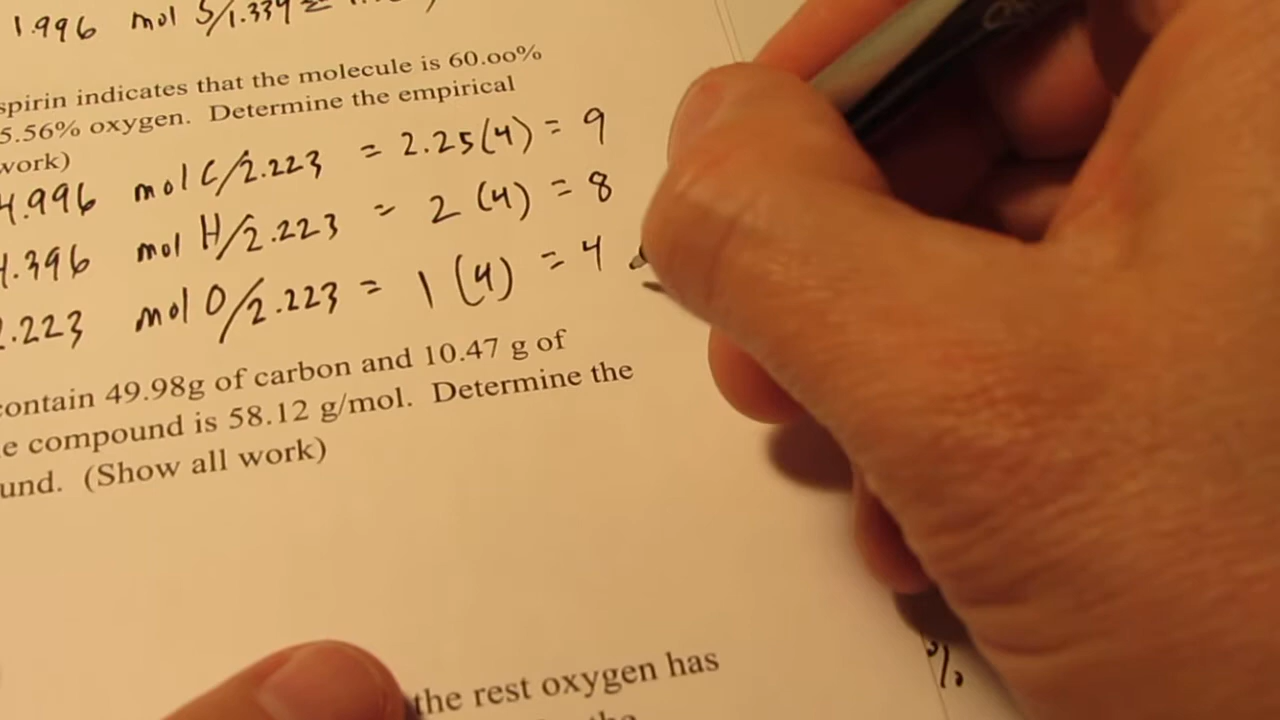 1.996 mol S/1.334 =
spirin indicates that the molecule is 60.00%
5.56% oxygen. Determine the empirical
work)
4.996 mol C/2.223 = 2.25(4) = 9
4.396 mol H/2.223 = 2 (4) = 8
2.223 mol O/2.223 = 1 (4) = 4
contain 49.98g of carbon and 10.47 g of
e compound is 58.12 g/mol. Determine the
und. (Show all work)
%
the rest oxygen has
the